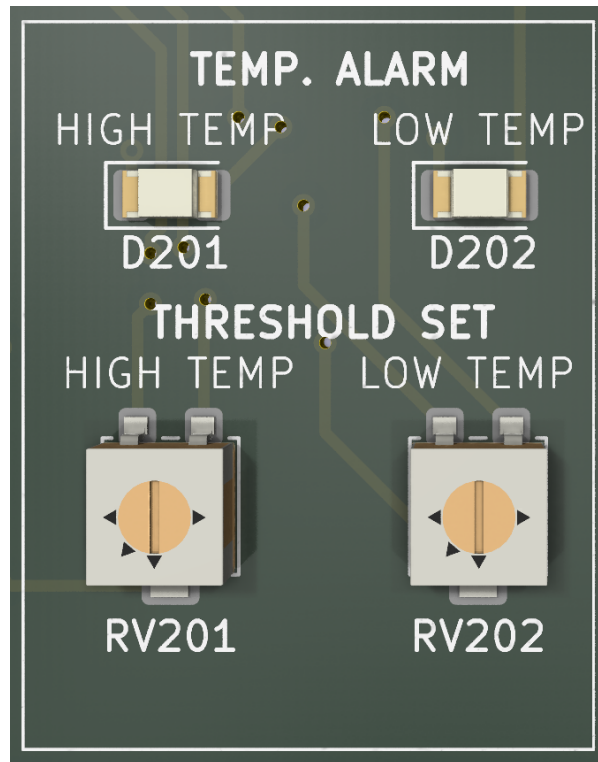 TEMP. ALARM
HIGH TEMP LOW TEMP
D201 D202
THRESHOLD SET
HIGH TEMP LOW TEMP
RV201 RV202